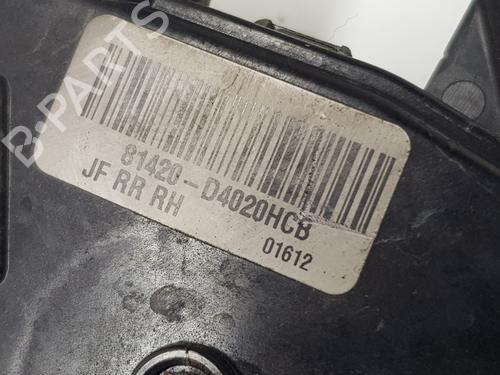 B-PARTS
81420-D4020HCB
JF RR RH
01612